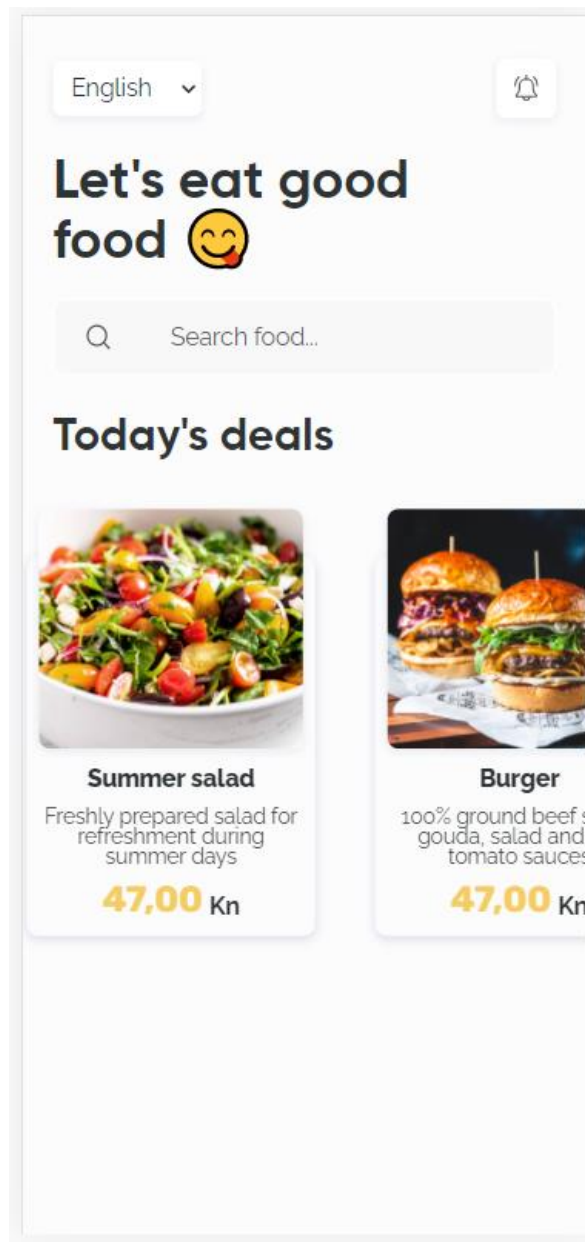 English
Let's eat good
food 😋
Search food...
Today's deals
Summer salad
Freshly prepared salad for
refreshment during
summer days
47,00 Kn
Burger
100% ground beef
gouda, salad and
tomato sauces
47,00 Kn